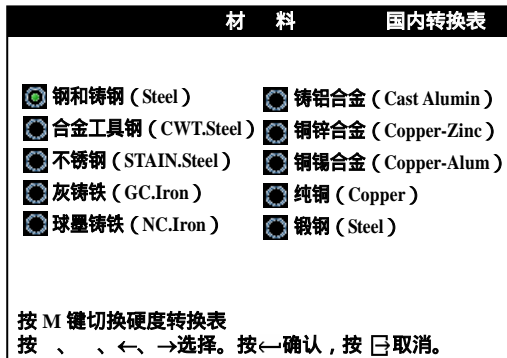 材 料 国内转换表
钢和铸钢（Steel） 铸铝合金（Cast Alumin）
合金工具钢（CWT.Steel） 铜锌合金（Copper-Zinc）
不锈钢（STAIN.Steel） 铜锡合金（Copper-Alum）
灰铸铁（GC.Iron） 纯铜（Copper）
球墨铸铁（NC.Iron） 锻钢（Steel）
按 M 键切换硬度转换表
按 、 、←、→选择。按←确认，按 取消。